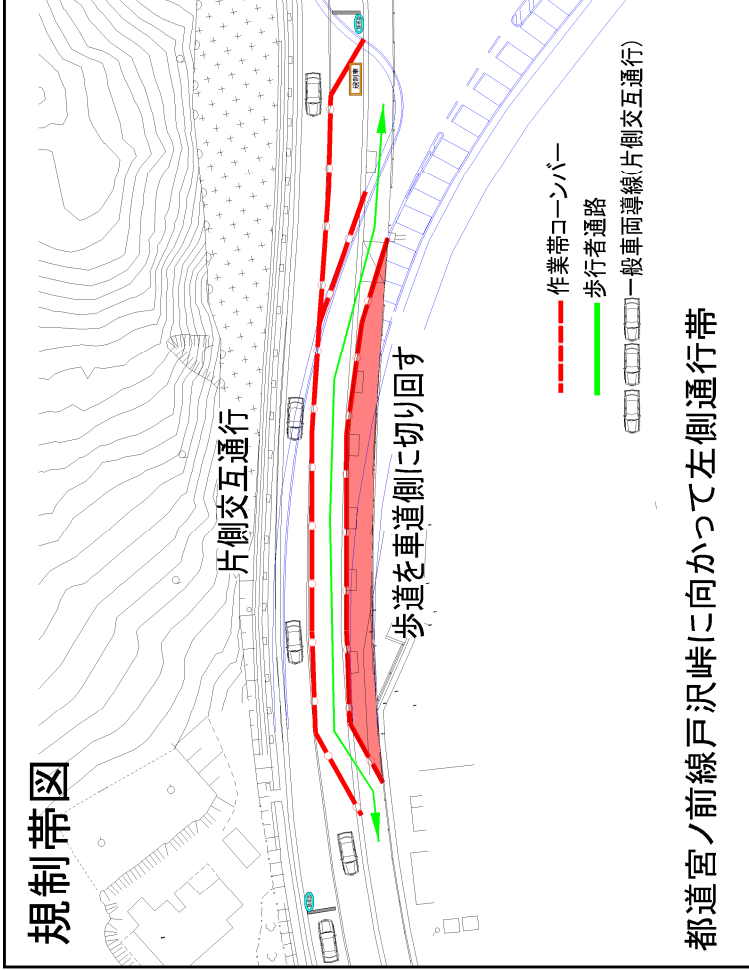 規制帯図
片側交互通行
歩道を車道側に切り回す
規制車
作業帯コーンバー
歩行者通路
一般車両導線(片側交互通行)
都道宮ノ前線戸沢峠に向かって左側通行帯